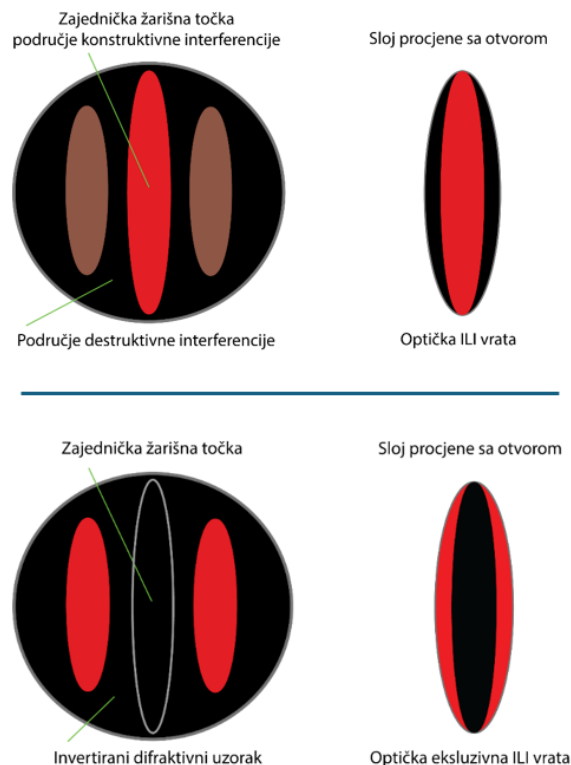 Zajednička žarišna točka
područje konstruktivne interferencije
Sloj procjene sa otvorom
Područje destruktivne interferencije
Optička ILI vrata
Zajednička žarišna točka
Sloj procjene sa otvorom
Invertirani difraktivni uzorak
Optička eksluzivna ILI vrata